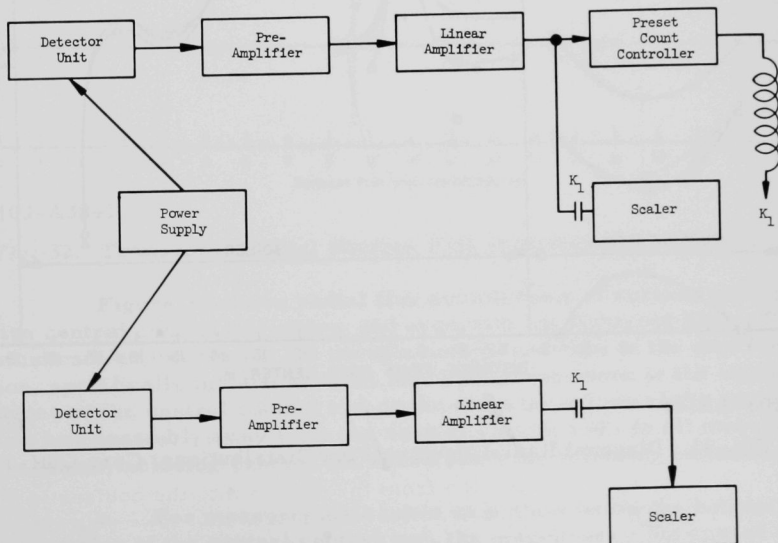 Detector
Unit
Pre-
Amplifier
Linear
Amplifier
Preset
Count
Controller
K1
Scaler
K1
Power
Supply
Detector
Unit
Pre-
Amplifier
Linear
Amplifier
K1
Scaler